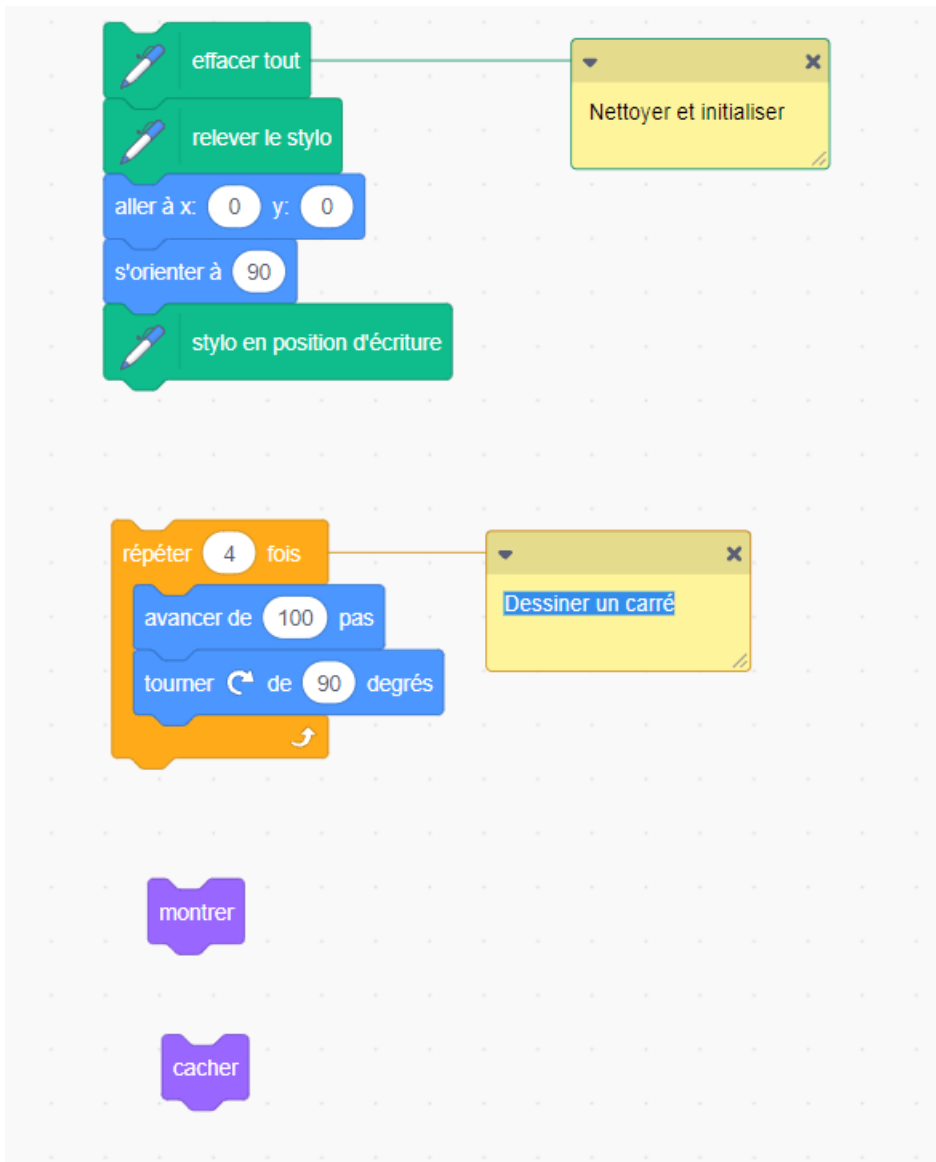 effacer tout
Nettoyer et initialiser
relever le stylo
aller à x: 0 y: 0
s'orienter à 90
stylo en position d'écriture
répéter 4 fois
Dessiner un carré
avancer de 100 pas
tourner de 90 degrés
montrer
cacher